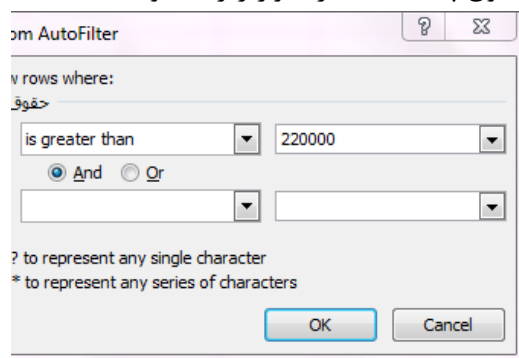 om AutoFilter
w rows where:
حقوق
is greater than 220000
And Or
? to represent any single character
* to represent any series of characters
OK Cancel